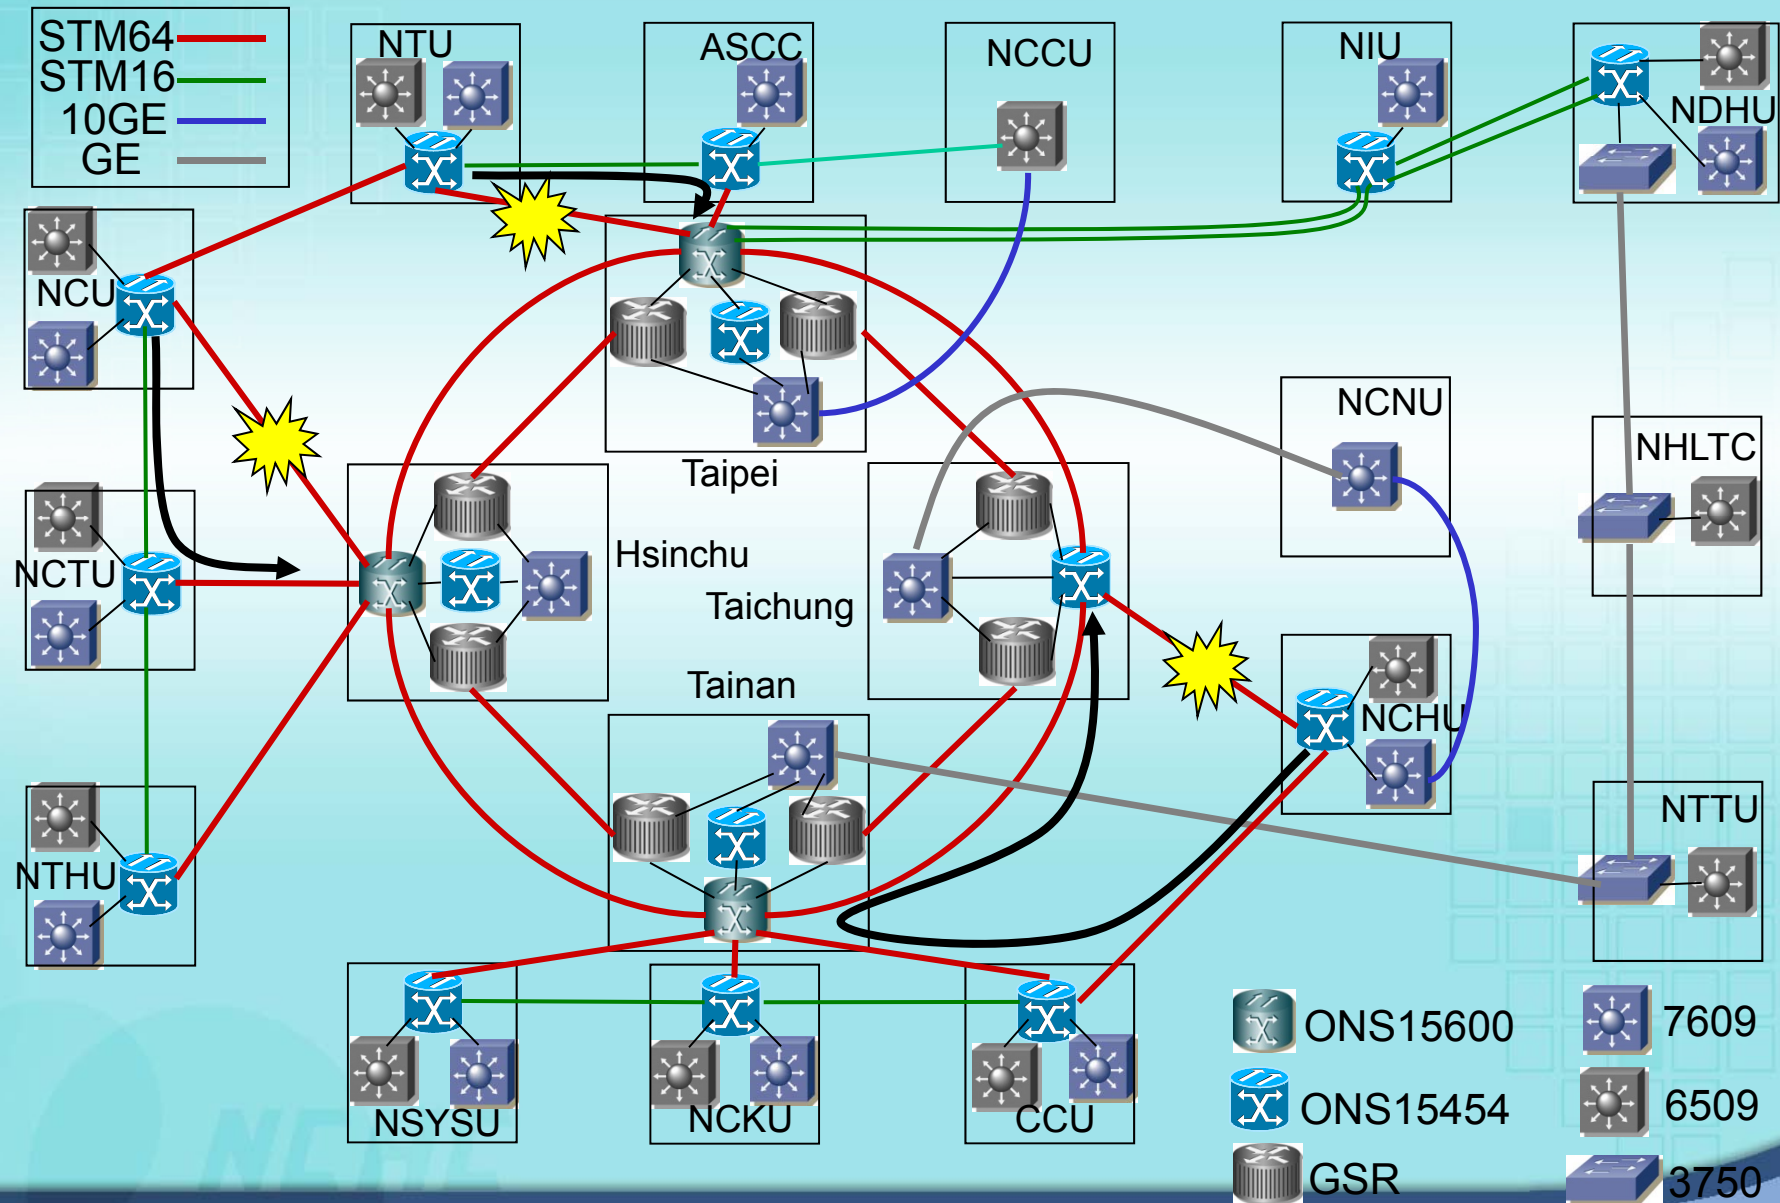 STM64
STM16
10GE
GE
NTU
ASCC
NCCU
NIU
NDHU
NCU
Taipei
NCNU
NHLTC
NCTU
Hsinchu
Taichung
Tainan
NCHU
NTHU
NTTU
NSYSU
NCKU
CCU
ONS15600
7609
ONS15454
6509
GSR
3750
NCHC